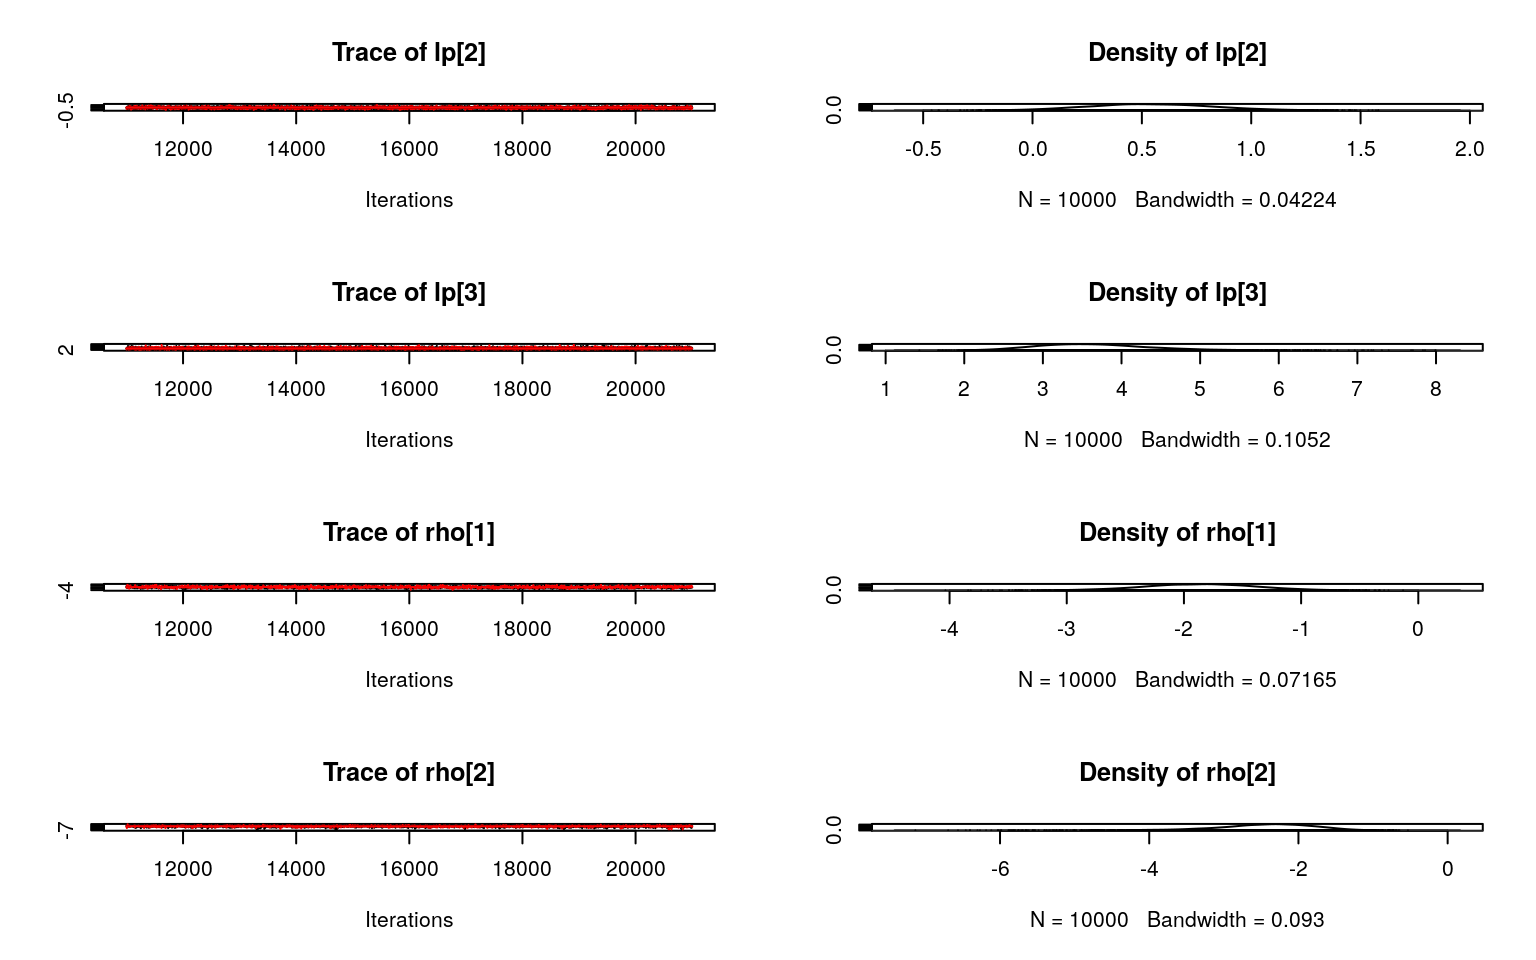 Trace of lp[2]
-0.5
12000 14000 16000 18000 20000
Iterations
Density of lp[2]
0.0
-0.5 0.0 0.5 1.0 1.5 2.0
N = 10000 Bandwidth = 0.04224
Trace of lp[3]
2
12000 14000 16000 18000 20000
Iterations
Density of lp[3]
0.0
1 2 3 4 5 6 7 8
N = 10000 Bandwidth = 0.1052
Trace of rho[1]
-4
12000 14000 16000 18000 20000
Iterations
Density of rho[1]
0.0
-4 -3 -2 -1 0
N = 10000 Bandwidth = 0.07165
Trace of rho[2]
-7
12000 14000 16000 18000 20000
Iterations
Density of rho[2]
0.0
-6 -4 -2 0
N = 10000 Bandwidth = 0.093